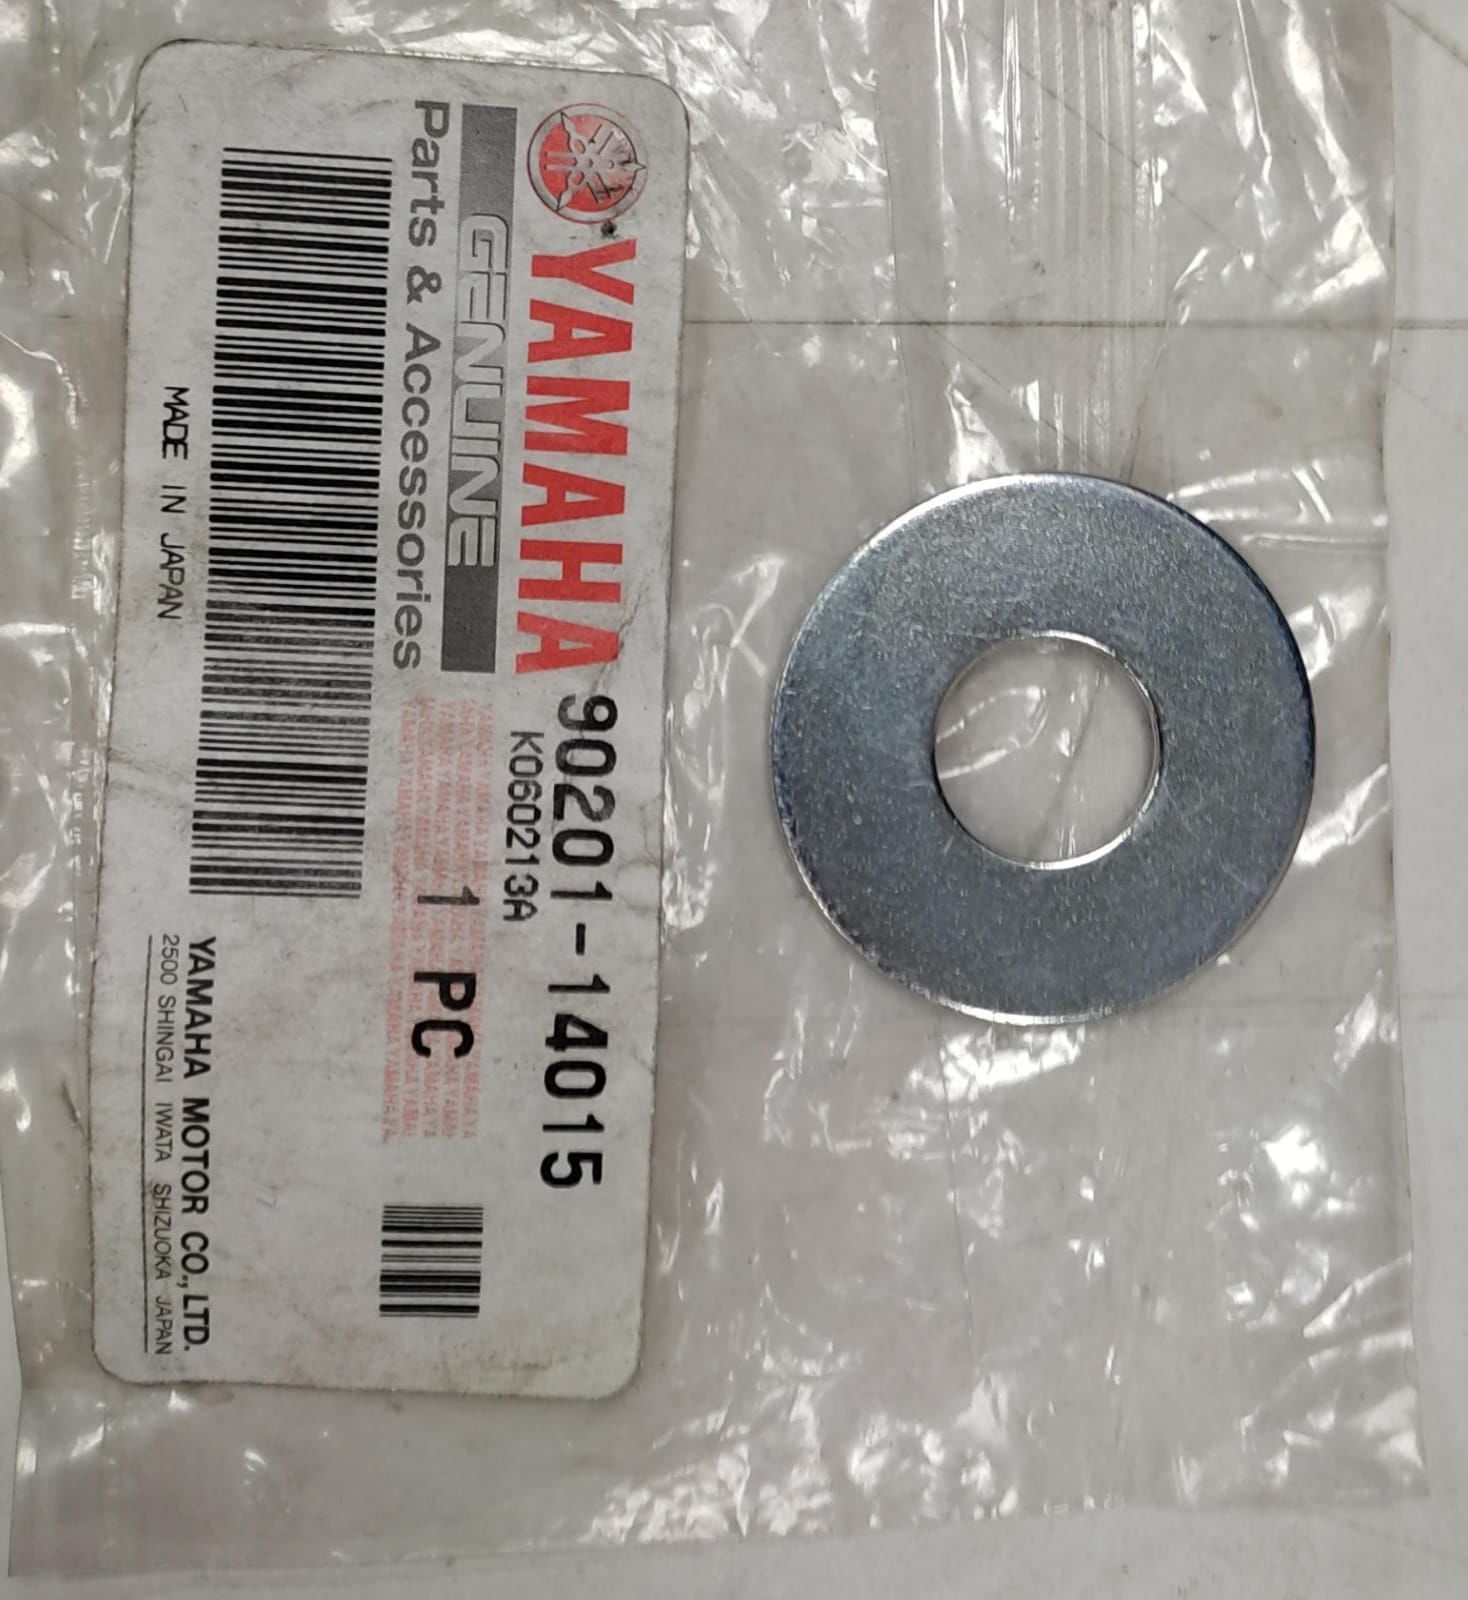 YAMAHA
90201-14015
GENUINE
K060213A
Parts & Accessories
1 PC
MADE IN JAPAN
YAMAHA MOTOR CO., LTD.
2500 SHINGAI IWATA SHIZUOKA JAPAN